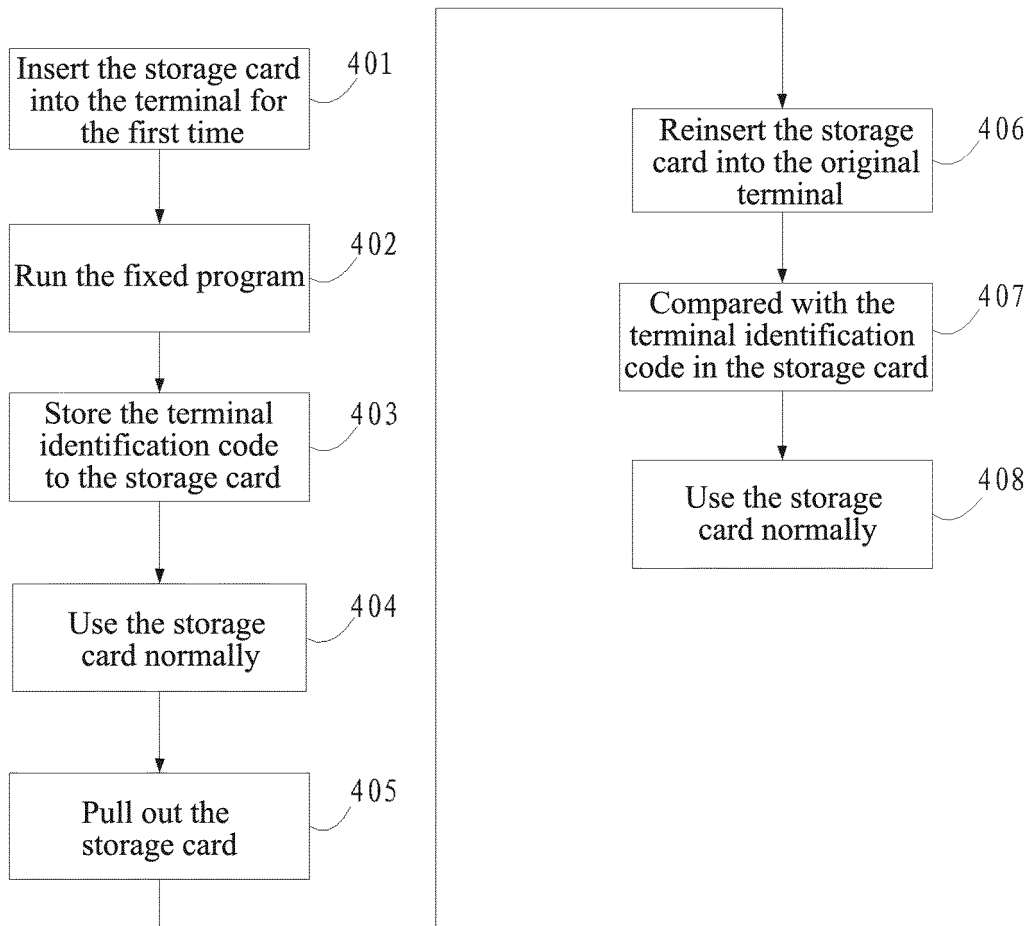 Insert the storage card
into the terminal for
the first time
401
Run the fixed program
402
Store the terminal
identification code
to the storage card
403
Use the storage
card normally
404
Pull out the
storage card
405
Reinsert the storage
card into the original
terminal
406
Compared with the
terminal identification
code in the storage card
407
Use the storage
card normally
408